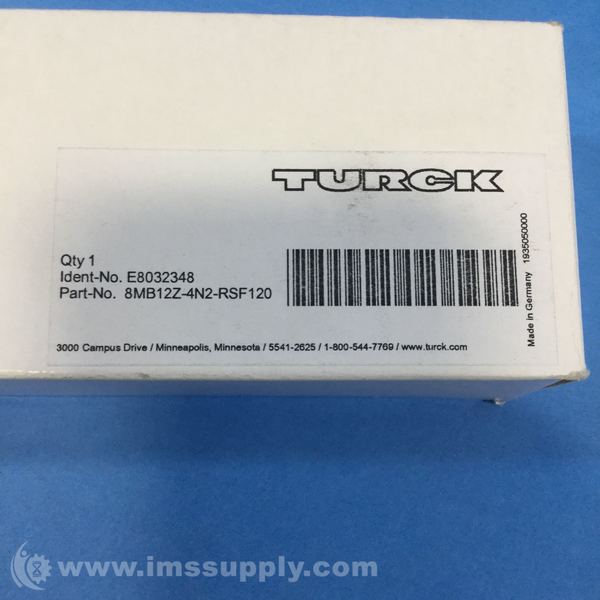 TURCK
Qty 1
Ident-No. E8032348
Part-No. 8MB12Z-4N2-RSF120
Made in Germany 1935050000
3000 Campus Drive / Minneapolis, Minnesota / 5541-2625 / 1-800-544-7769 / www.turck.com
www.imssupply.com